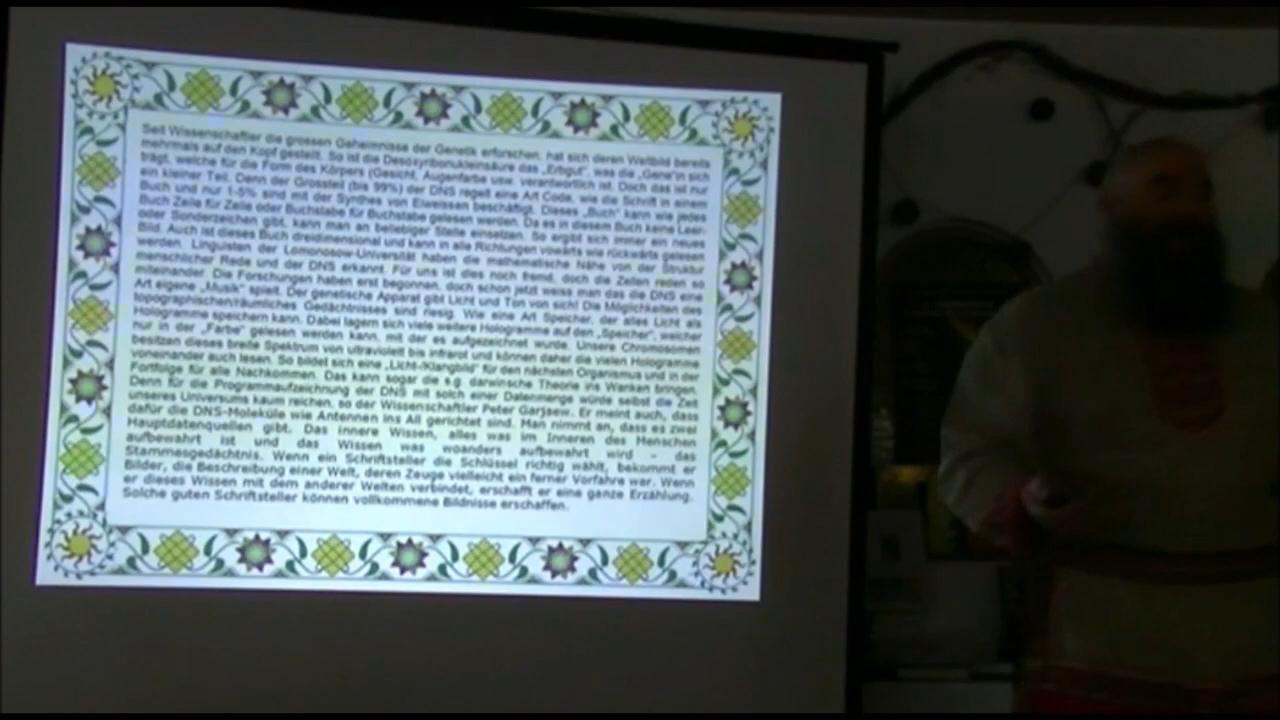 Seit Wissenschaftler die grossen Geheimnisse der Genetik erforschen, hat sich deren Weltbild bereits
mehrmals auf den Kopf gestellt. So ist die Desoxyribonukleinsäure das „Erbgut“, was die „Gene“in sich
trägt, welche für die Form des Körpers (Gesicht, Augenfarbe usw. verantwortlich ist. Doch das ist nur
ein kleiner Teil. Denn der Grossteil (bis 99%) der DNS regelt eine Art Code, wie die Schrift in einem
Buch und nur 1-5% sind mit der Synthes von Eiweissen beschäftigt. Dieses „Buch“ kann wie jedes
Buch Zeile für Zeile oder Buchstabe für Buchstabe gelesen werden. Da es in diesem Buch keine Leer-
oder Sonderzeichen gibt, kann man an beliebiger Stelle einsetzen. So ergibt sich immer ein neues
Bild. Auch ist dieses Buch dreidimensional und kann in alle Richtungen vowärts wie rückwärts gelesen
werden. Linguisten der Lomonosow-Universität haben die mathematische Nähe von der Struktur
menschlicher Rede und der DNS erkannt. Für uns ist dies noch fremd, doch die Zellen reden so
miteinander. Die Forschungen haben erst begonnen, doch schon jetzt weiss man das die DNS eine
Art eigene „Musik“ spielt. Der genetische Apparat gibt Licht und Ton von sich! Die Möglichkeiten des
topographischen/räumliches Gedächtnisses sind riesig. Wie eine Art Speicher, der alles Licht als
Hologramme speichern kann. Dabei lagern sich viele weitere Hologramme auf den „Speicher“, welcher
nur in der „Farbe“ gelesen werden kann, mit der es aufgezeichnet wurde. Unsere Chromosomen
besitzen dieses breite Spektrum von ultraviolett bis infrarot und können daher die vielen Hologramme
voneinander auch lesen. So bildet sich eine „Licht-/Klangbild“ für den nächsten Organismus und in der
Fortfolge für alle Nachkommen. Das kann sogar die s.g. darwinsche Theorie ins Wanken bringen.
Denn für die Programmaufzeichnung der DNS mit solch einer Datenmenge würde selbst die Zeit
unseres Universums kaum reichen, so der Wissenschaftler Peter Garjaew. Er meint auch, dass
dafür die DNS-Moleküle wie Antennen ins All gerichtet sind. Man nimmt an, dass es zwei
Hauptdatenquellen gibt. Das innere Wissen, alles was im Inneren des Menschen
aufbewahrt ist und das Wissen was woanders aufbewahrt wird – das
Stammesgedächtnis. Wenn ein Schriftsteller die Schlüssel richtig wählt, bekommt er
Bilder, die Beschreibung einer Welt, deren Zeuge vielleicht ein ferner Vorfahre war. Wenn
er dieses Wissen mit dem anderer Welten verbindet, erschafft er eine ganze Erzählung.
Solche guten Schriftsteller können vollkommene Bildnisse erschaffen.